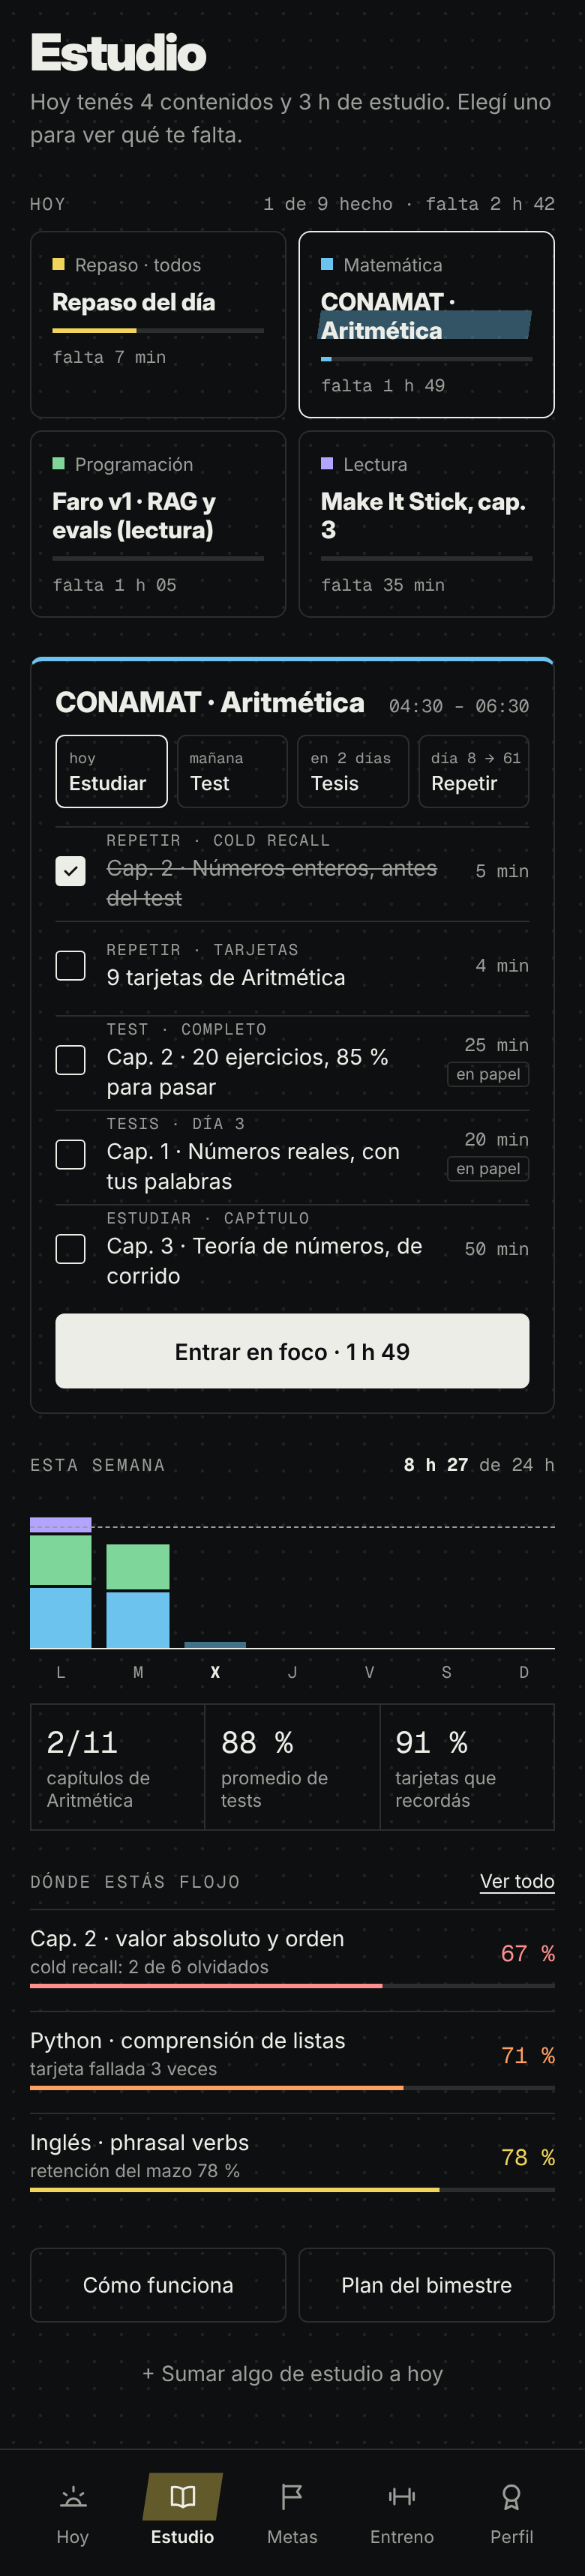 Estudio
Hoy tenés 4 contenidos y 3 h de estudio. Elegí uno
para ver qué te falta.
HOY
1 de 9 hecho · falta 2 h 42
Repaso · todos
Repaso del día
falta 7 min
Matemática
CONAMAT ·
Aritmética
falta 1 h 49
Programación
Faro v1 · RAG y
evals (lectura)
falta 1 h 05
Lectura
Make It Stick, cap.
3
falta 35 min
CONAMAT · Aritmética
04:30 – 06:30
hoy
Estudiar
mañana
Test
en 2 días
Tesis
día 8 → 61
Repetir
REPETIR · COLD RECALL
Cap. 2 · Números enteros, antes
del test
5 min
REPETIR · TARJETAS
9 tarjetas de Aritmética
4 min
TEST · COMPLETO
Cap. 2 · 20 ejercicios, 85 %
para pasar
25 min
en papel
TESIS · DÍA 3
Cap. 1 · Números reales, con
tus palabras
20 min
en papel
ESTUDIAR · CAPÍTULO
Cap. 3 · Teoría de números, de
corrido
50 min
Entrar en foco · 1 h 49
ESTA SEMANA
8 h 27 de 24 h
L M X J V S D
2/11
capítulos de
Aritmética
88 %
promedio de
tests
91 %
tarjetas que
recordás
DÓNDE ESTÁS FLOJO
Ver todo
Cap. 2 · valor absoluto y orden
cold recall: 2 de 6 olvidados
67 %
Python · comprensión de listas
tarjeta fallada 3 veces
71 %
Inglés · phrasal verbs
retención del mazo 78 %
78 %
Cómo funciona
Plan del bimestre
+ Sumar algo de estudio a hoy
Hoy
Estudio
Metas
Entreno
Perfil